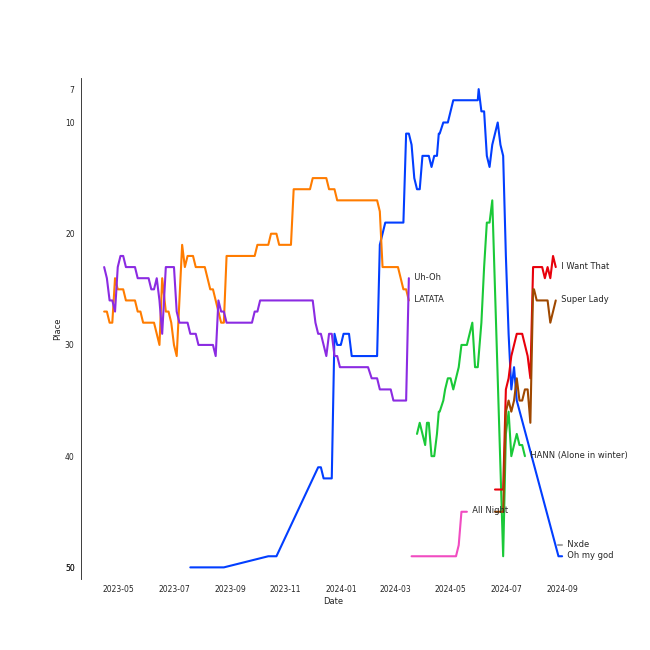 7
10
20
30
40
50
Place
Uh-Oh
LATATA
I Want That
Super Lady
HANN (Alone in winter)
All Night
Nxde
Oh my god
2023-05
2023-07
2023-09
2023-11
2024-01
2024-03
2024-05
2024-07
2024-09
Date